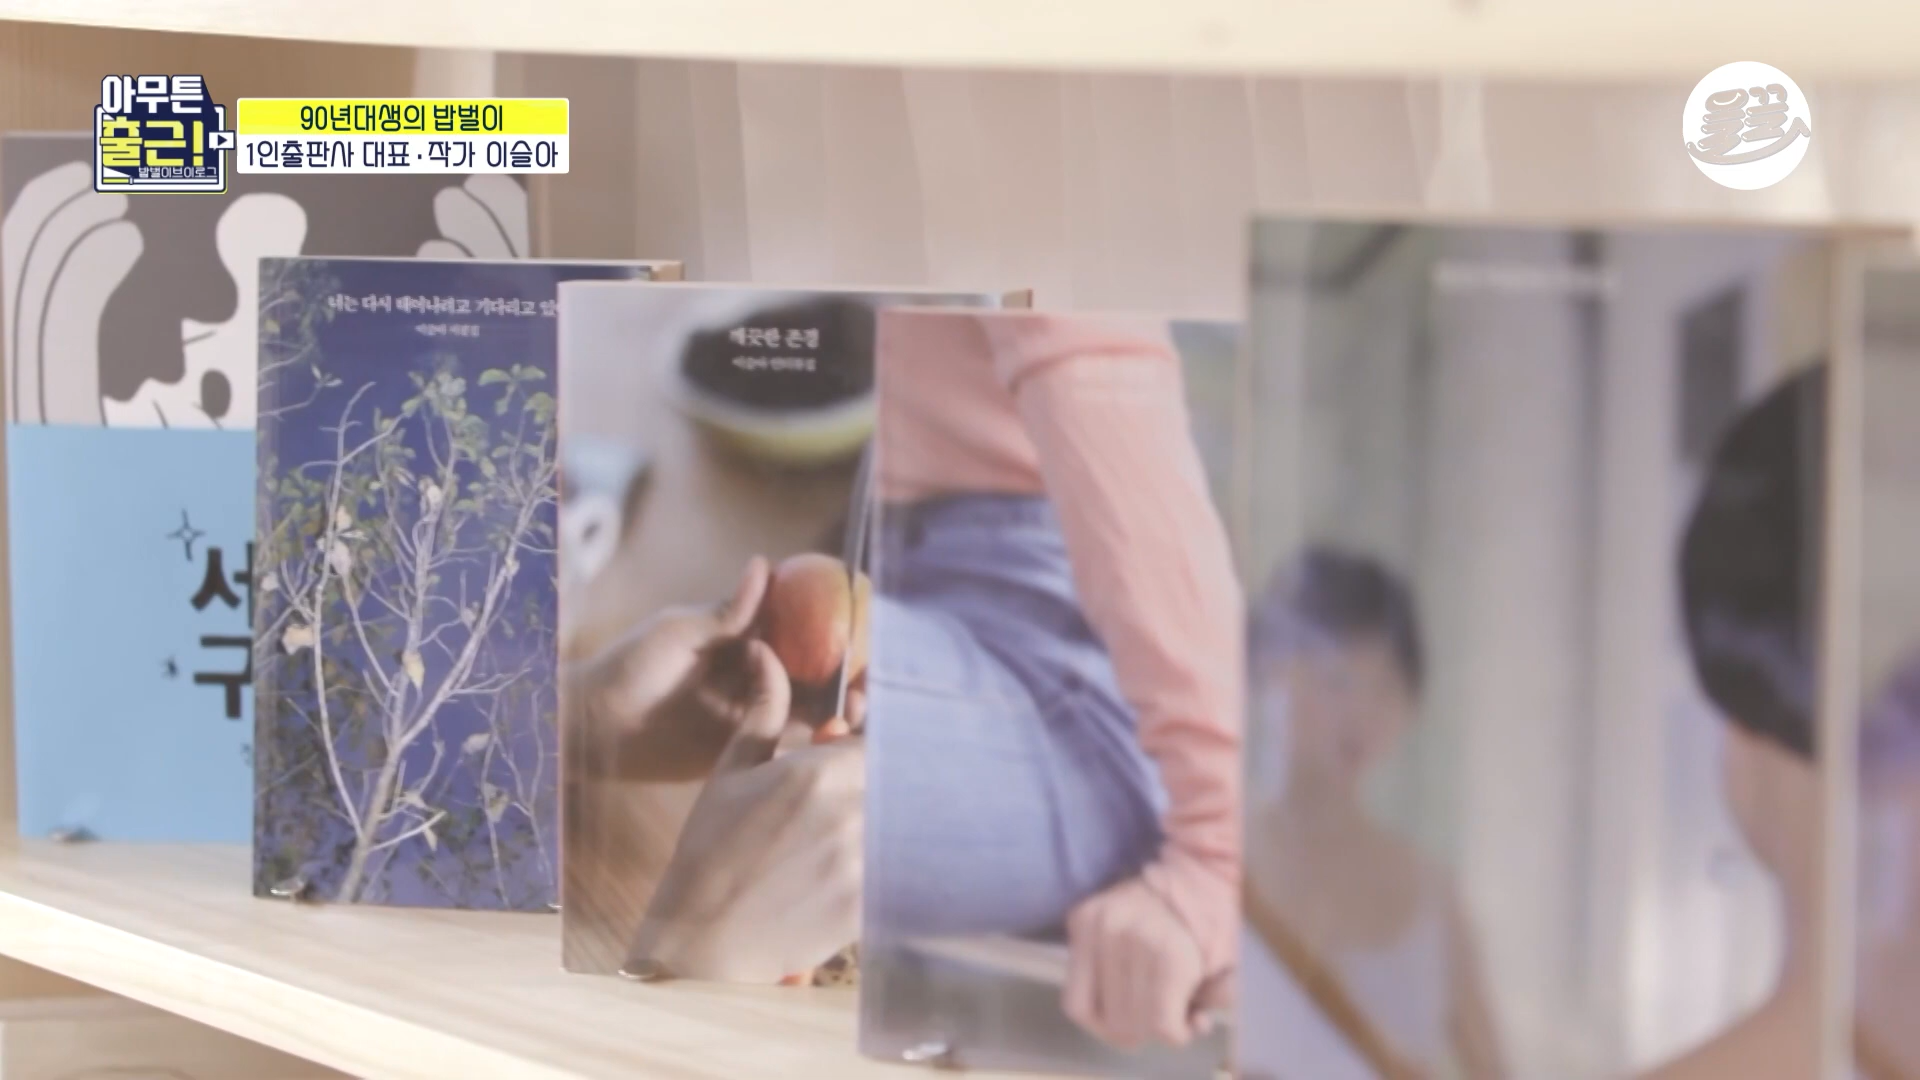 아무튼
출근!
밥벌이브이로그
90년대생의 밥벌이
1인출판사 대표·작가 이슬아
너는 다시 태어나려고 기다리고 있
이슬아 서평집
깨끗한 존경
이슬아 인터뷰집
서
구